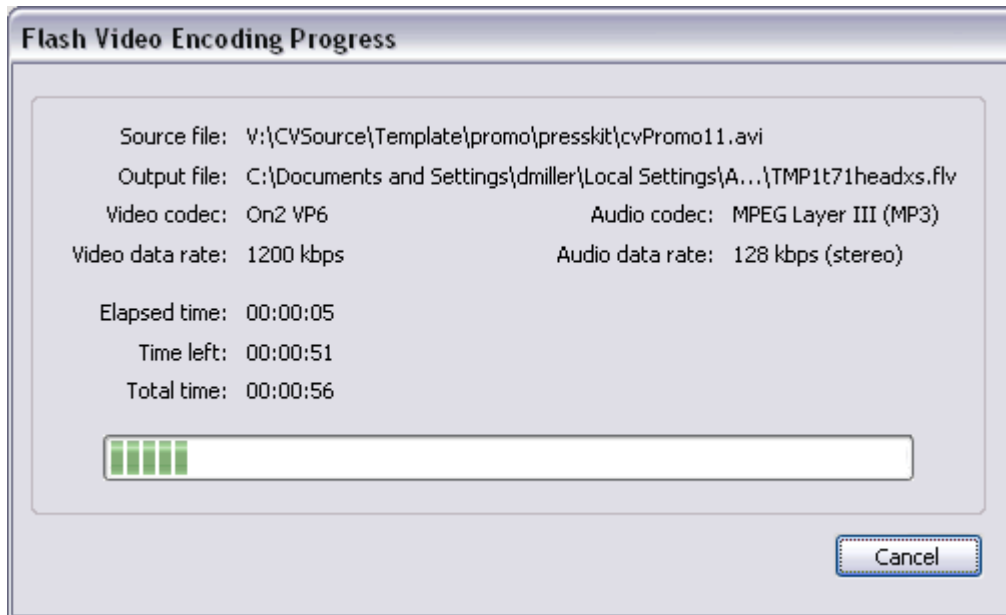 Flash Video Encoding Progress
Source file: V:\CVSource\Template\promo\presskit\cvPromo11.avi
Output file: C:\Documents and Settings\dmiller\Local Settings\A...\TMP1t71headxs.flv
Video codec: On2 VP6 Audio codec: MPEG Layer III (MP3)
Video data rate: 1200 kbps Audio data rate: 128 kbps (stereo)
Elapsed time: 00:00:05
Time left: 00:00:51
Total time: 00:00:56
Cancel